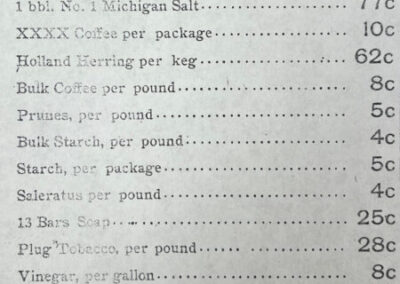 1 bbl. No. 1 Michigan Salt........ 77c
XXXX Coffee per package........... 10c
Holland Herring per keg........... 62c
Bulk Coffee per pound............. 8c
Prunes, per pound................. 5c
Bulk Starch, per pound............ 4c
Starch, per package............... 5c
Saleratus per pound............... 4c
13 Bars Soap...................... 25c
Plug Tobacco, per pound........... 28c
Vinegar, per gallon............... 8c